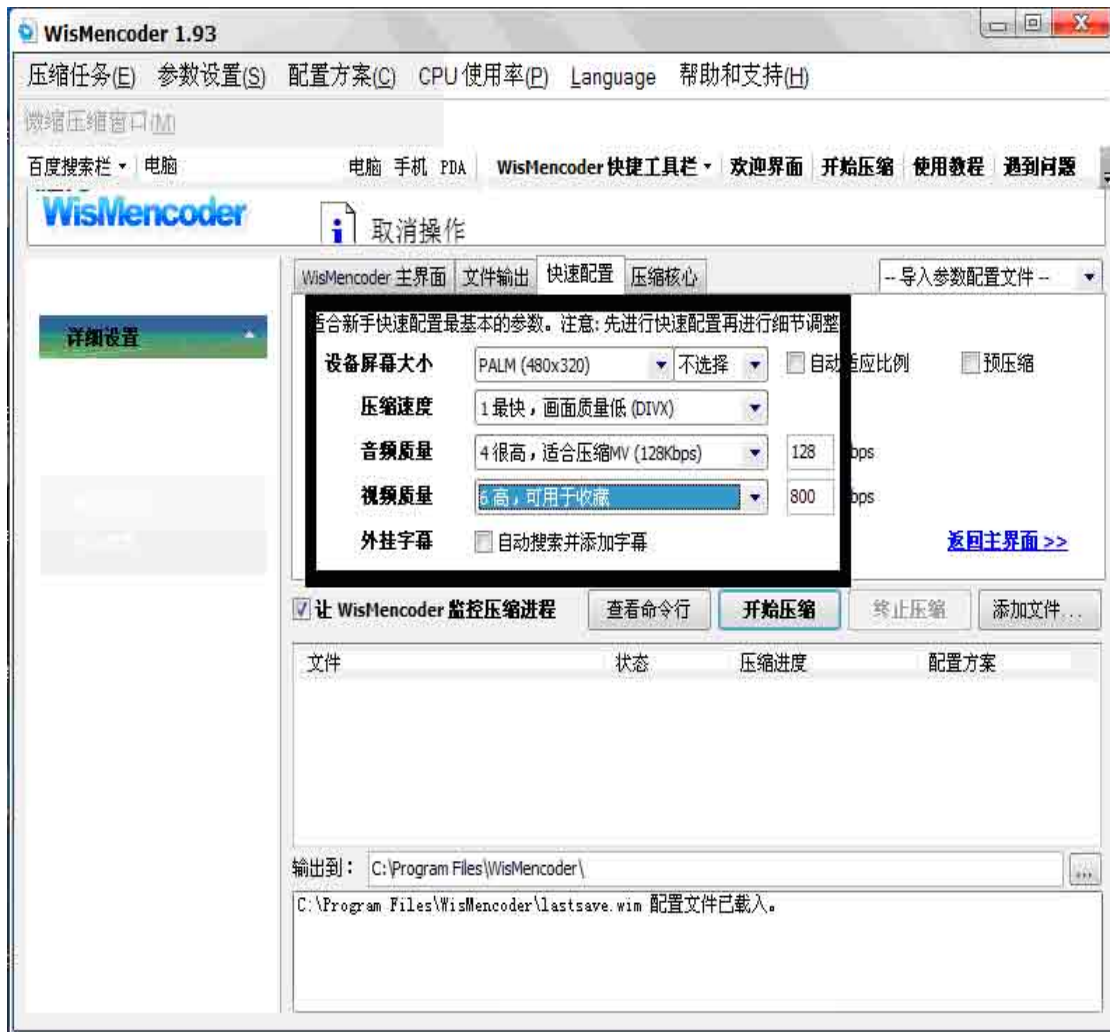 WisMencoder 1.93
压缩任务(E) 参数设置(S) 配置方案(C) CPU使用率(P) Language 帮助和支持(H)
微缩压缩窗口(M)
百度搜索栏 电脑 电脑 手机 PDA WisMencoder 快捷工具栏 欢迎界面 开始压缩 使用教程 遇到问题
WisMencoder 取消操作
WisMencoder 主界面 文件输出 快速配置 压缩核心 -- 导入参数配置文件 --
适合新手快速配置最基本的参数。注意: 先进行快速配置再进行细节调整
详细设置
设备屏幕大小 PALM (480x320) 不选择 自动适应比例 预压缩
压缩速度 1最快，画面质量低 (DIVX)
音频质量 4很高，适合压缩MV (128Kbps) 128 bps
视频质量 6高，可用于收藏 800 bps
外挂字幕 自动搜索并添加字幕 返回主界面 >>
让 WisMencoder 监控压缩进程 查看命令行 开始压缩 终止压缩 添加文件...
文件 状态 压缩进度 配置方案
输出到： C:\Program Files\WisMencoder\ ...
C:\Program Files\WisMencoder\lastsave.wim 配置文件已载入。